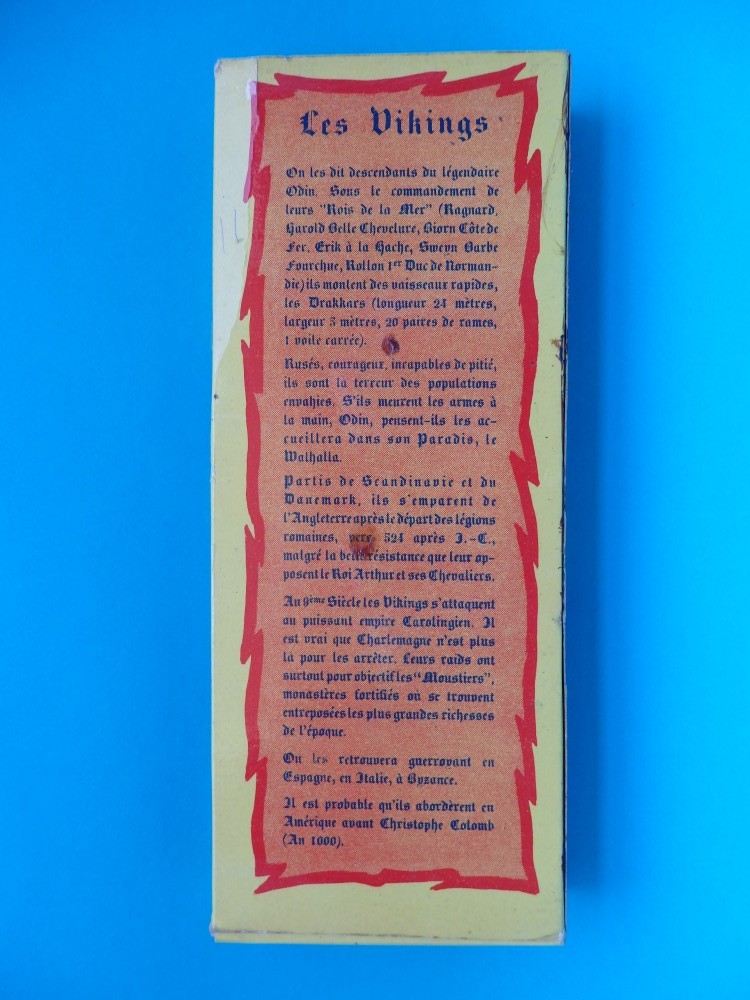 Les Vikings
On les dit descendants du légendaire
Odin. Sous le commandement de
leurs "Rois de la Mer" (Ragnard,
Harold Belle Chevelure, Biorn Côte de
Fer, Erik à la Hache, Sweyn Barbe
Fourchue, Rollon 1er Duc de Norman-
die) ils montent des vaisseaux rapides,
les Drakkars (longueur 24 mètres,
largeur 5 mètres, 20 paires de rames,
1 voile carrée).
Rusés, courageux, incapables de pitié,
ils sont la terreur des populations
envahies. S'ils meurent les armes à
la main, Odin, pensent-ils les ac-
cueillera dans son Paradis, le
Walhalla.
Partis de Scandinavie et du
Danemark, ils s'emparent de
l'Angleterre après le départ des légions
romaines, vers 524 après J.-C.,
malgré la belle résistance que leur op-
posent le Roi Arthur et ses Chevaliers.
Au 9ème Siècle les Vikings s'attaquent
au puissant empire Carolingien. Il
est vrai que Charlemagne n'est plus
là pour les arrêter. Leurs raids ont
surtout pour objectif les "Moustiers",
monastères fortifiés où se trouvent
entreposées les plus grandes richesses
de l'époque.
On les retrouvera guerroyant en
Espagne, en Italie, à Byzance.
Il est probable qu'ils abordèrent en
Amérique avant Christophe Colomb
(An 1000).